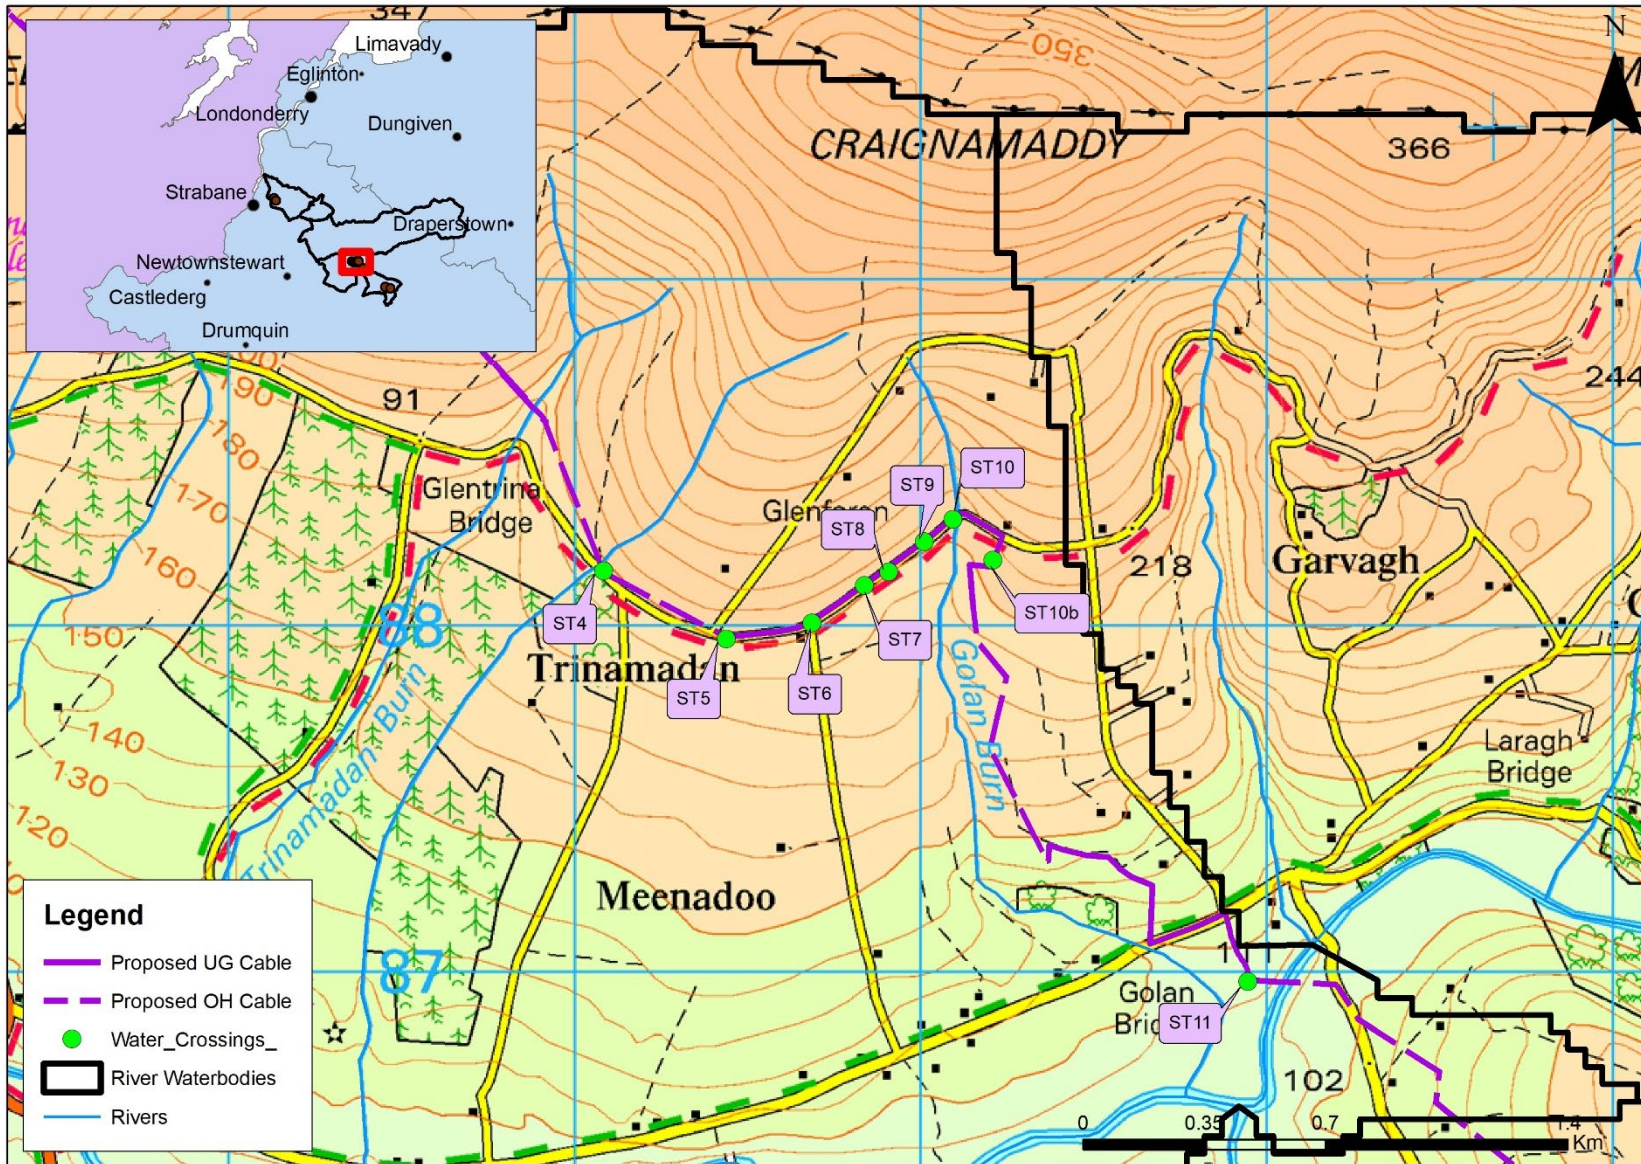 347
350
N
CRAIGNAMADDY
366
Limavady
Eglinton
Londonderry
Dungiven
Strabane
Draperstown
Newtownstewart
Castlederg
Drumquin
244
190
91
180
170
160
150
140
130
120
Glentrina
Bridge
ST10
ST9
ST8
ST7
ST10b
ST4
ST5
ST6
218
Garvagh
88
Trinamadan
Golan Burn
Trinamadan Burn
Laragh
Bridge
Meenadoo
87
Golan
ST11
102
Legend
Proposed UG Cable
Proposed OH Cable
Water_Crossings_
River Waterbodies
Rivers
0 0.35 0.7 1.4
Km